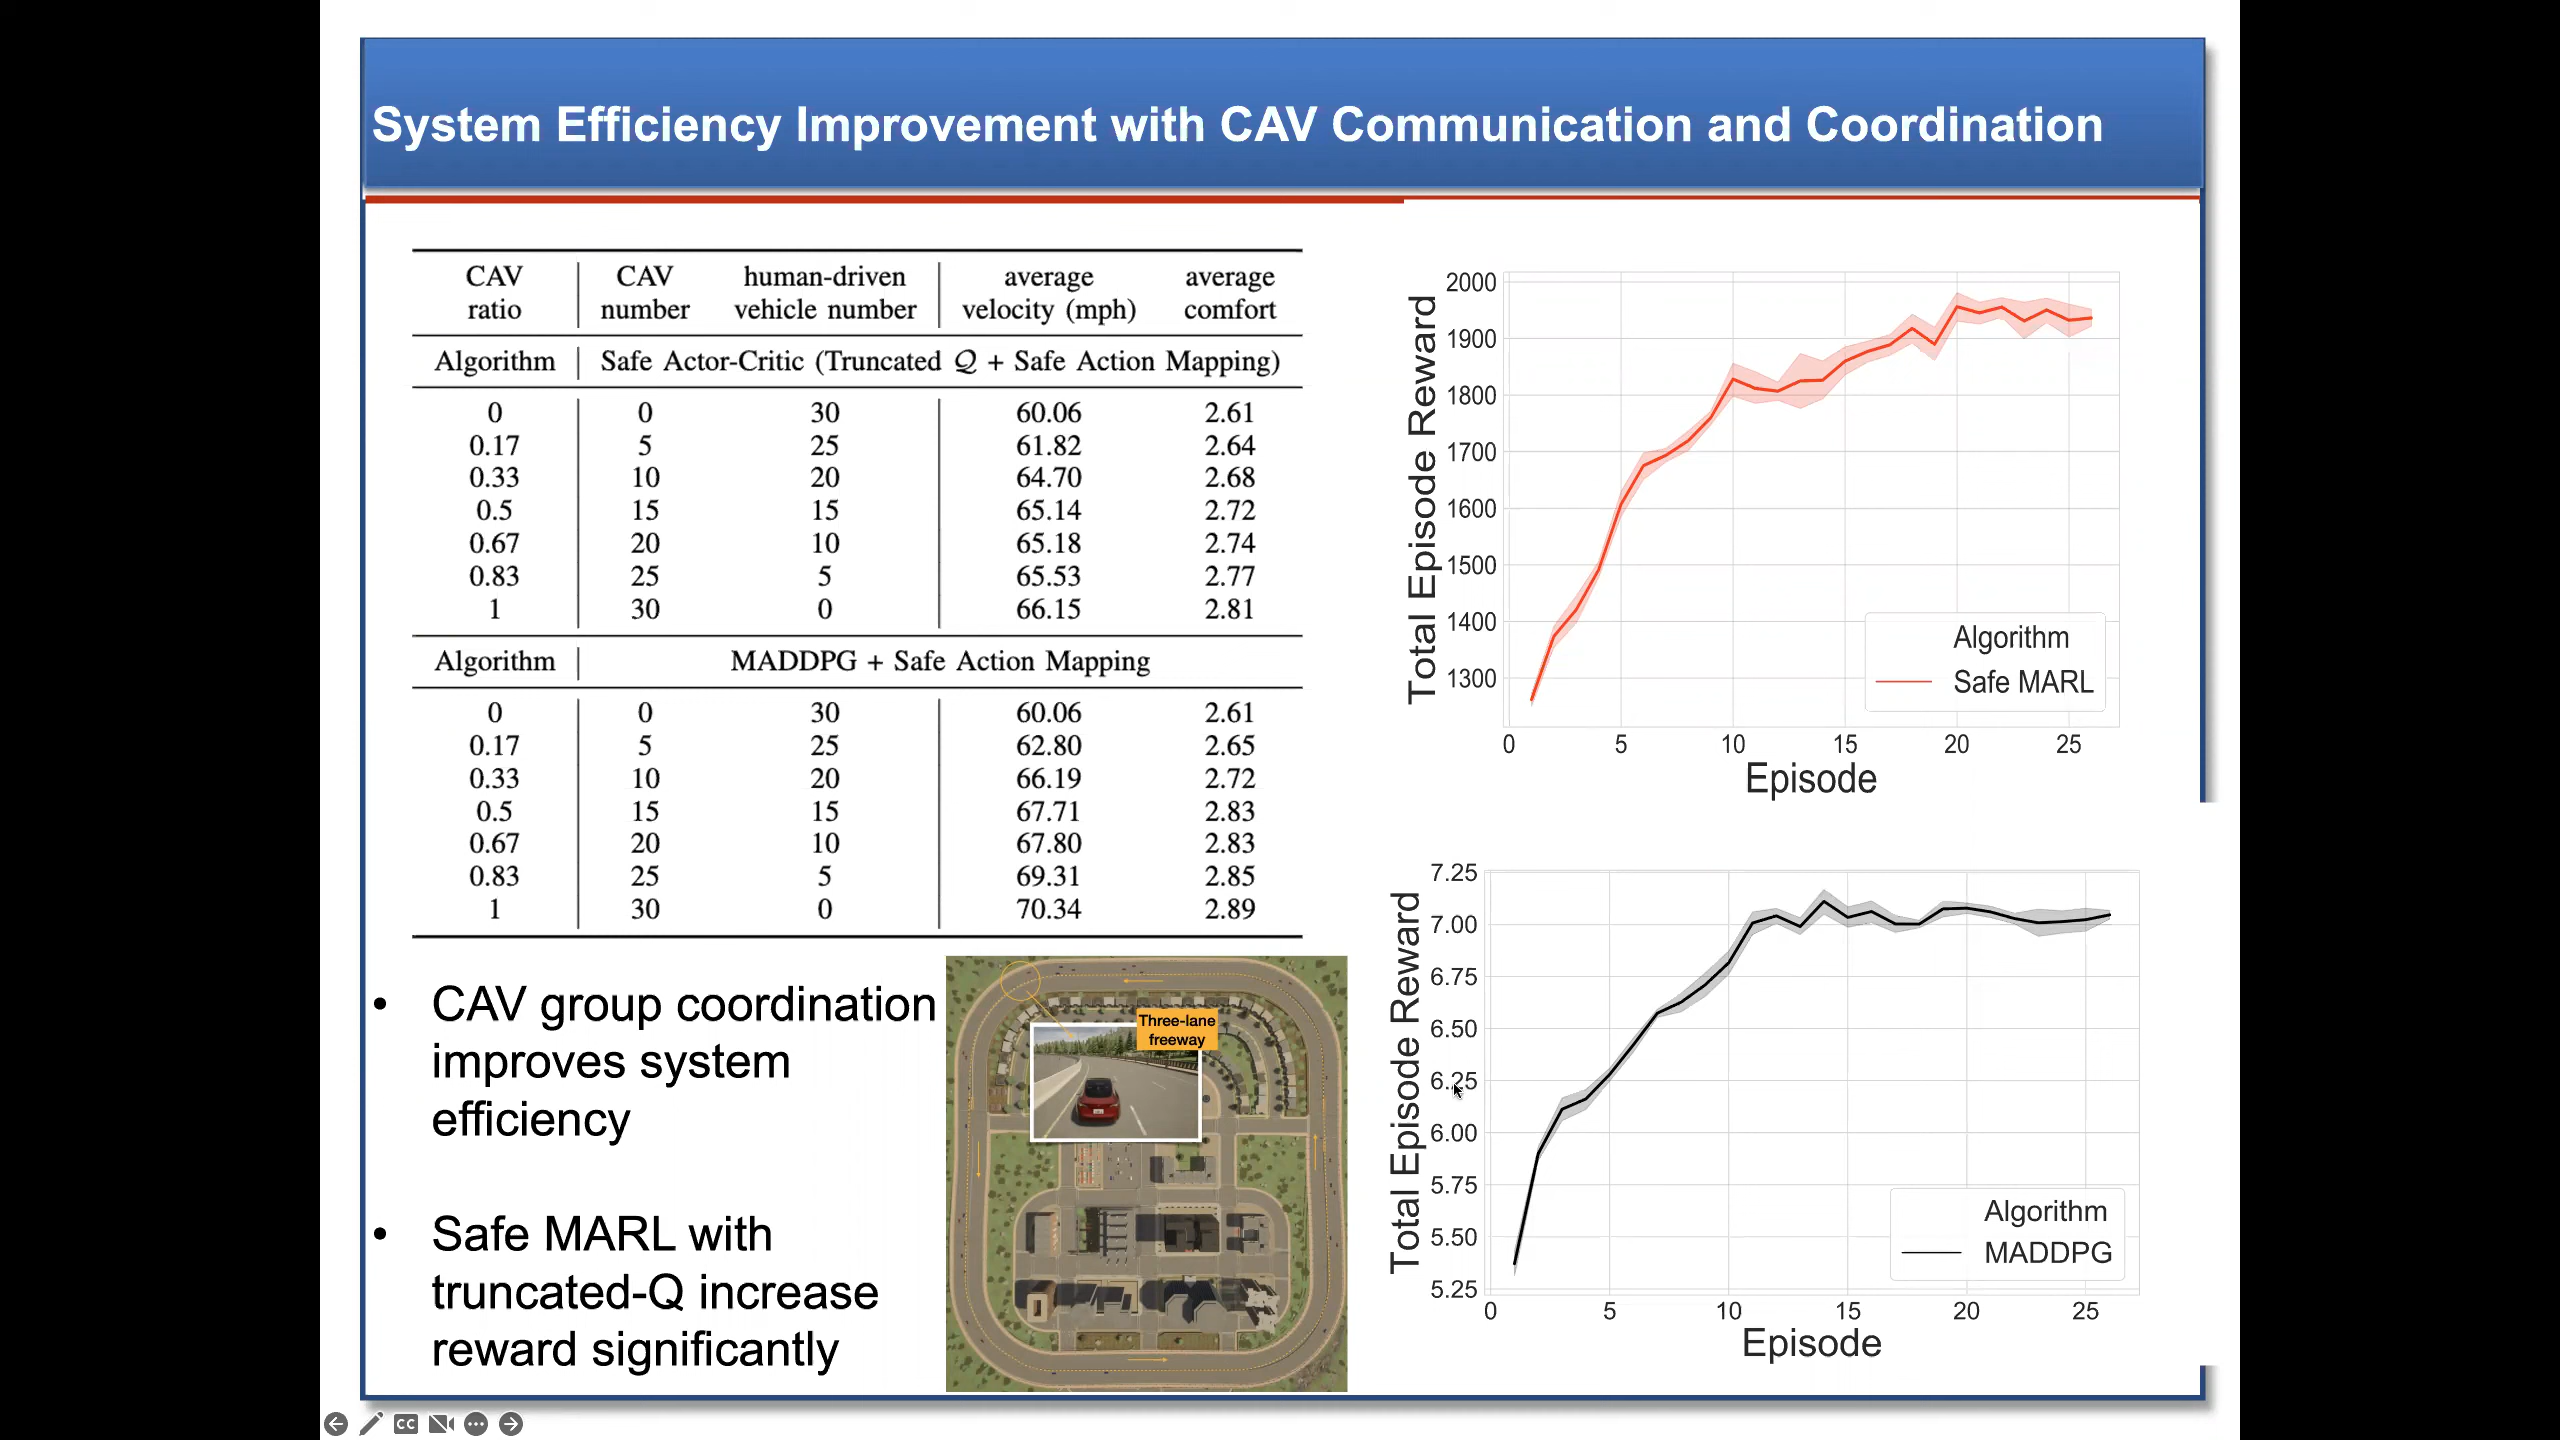 System Efficiency Improvement with CAV Communication and Coordination
CAV ratio CAV number human-driven vehicle number average velocity (mph) average comfort
Algorithm Safe Actor-Critic (Truncated Q + Safe Action Mapping)
0 0 30 60.06 2.61
0.17 5 25 61.82 2.64
0.33 10 20 64.70 2.68
0.5 15 15 65.14 2.72
0.67 20 10 65.18 2.74
0.83 25 5 65.53 2.77
1 30 0 66.15 2.81
Algorithm MADDPG + Safe Action Mapping
0 0 30 60.06 2.61
0.17 5 25 62.80 2.65
0.33 10 20 66.19 2.72
0.5 15 15 67.71 2.83
0.67 20 10 67.80 2.83
0.83 25 5 69.31 2.85
1 30 0 70.34 2.89
• CAV group coordination
improves system
efficiency
• Safe MARL with
truncated-Q increase
reward significantly
Three-lane
freeway
Total Episode Reward
2000
1900
1800
1700
1600
1500
1400
1300
Algorithm
Safe MARL
0 5 10 15 20 25
Episode
Total Episode Reward
7.25
7.00
6.75
6.50
6.25
6.00
5.75
5.50
5.25
Algorithm
MADDPG
0 5 10 15 20 25
Episode
CC